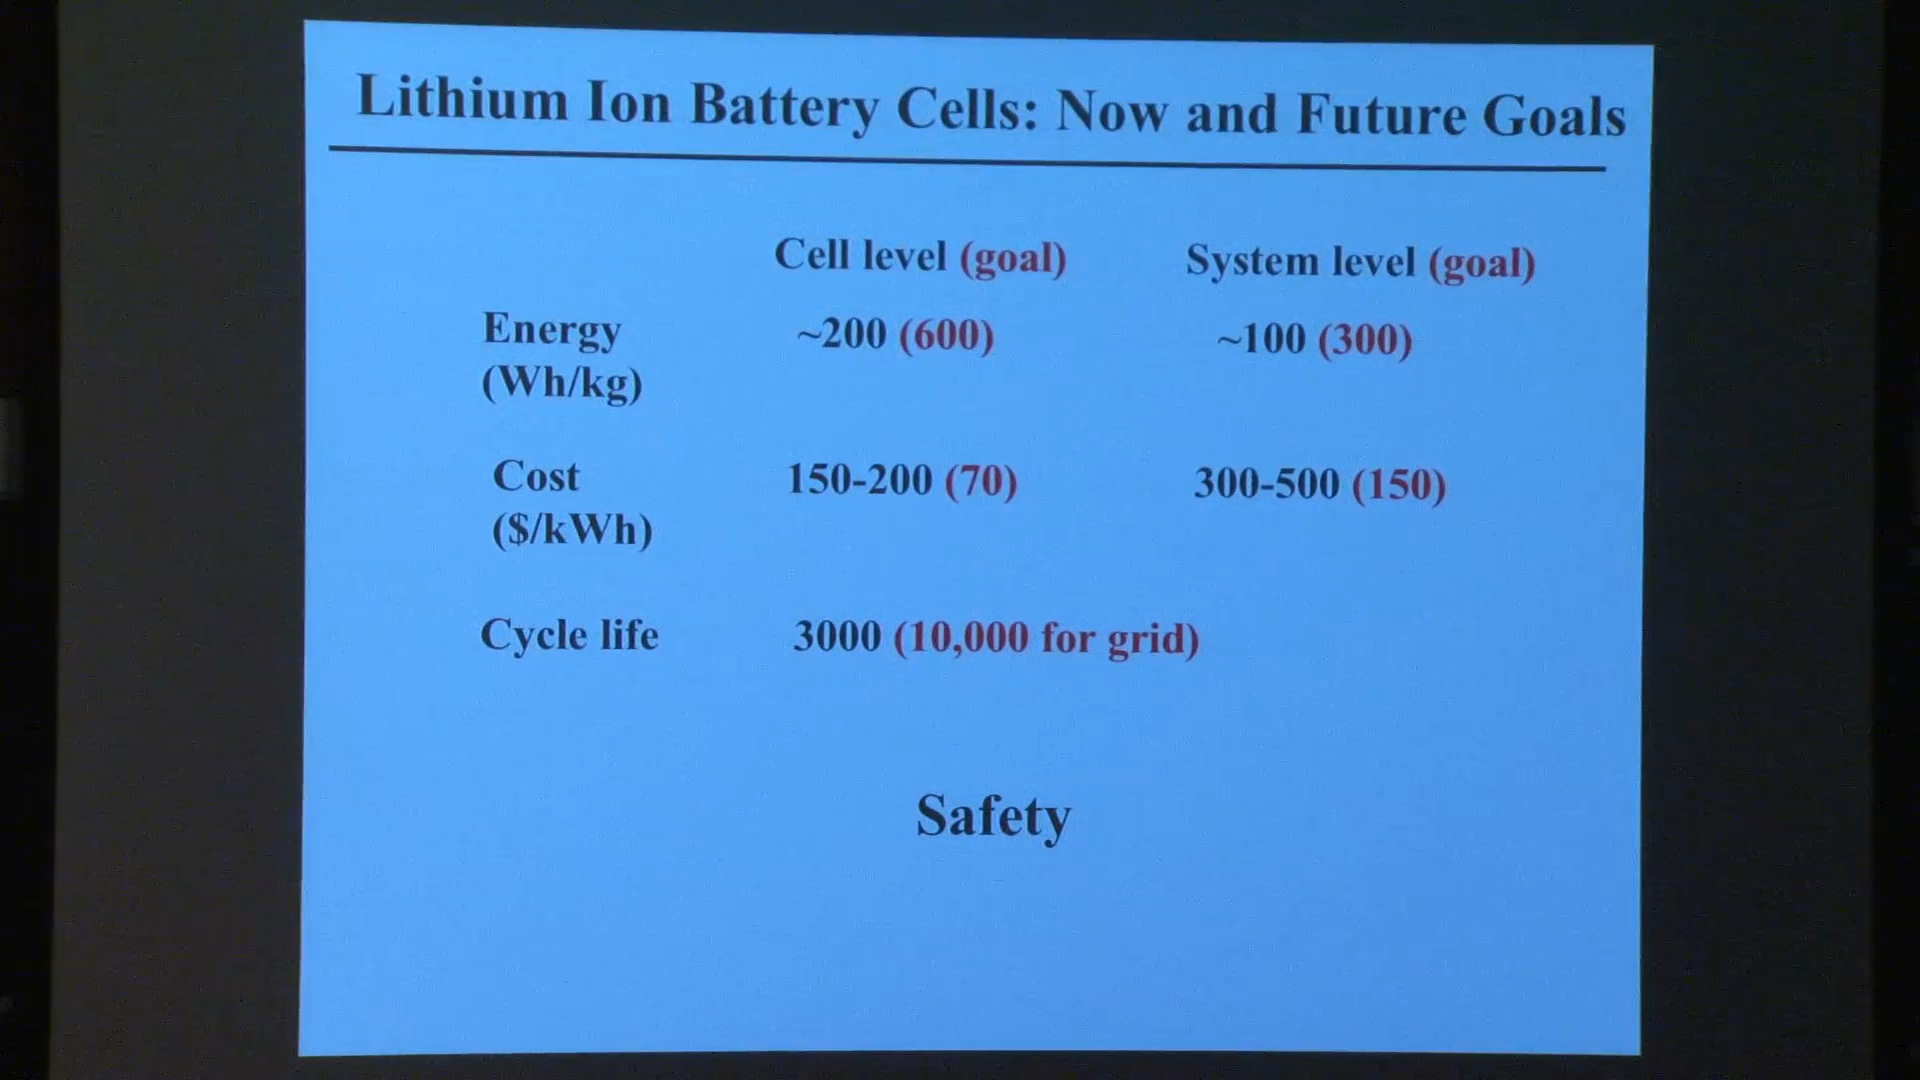 Lithium Ion Battery Cells: Now and Future Goals
Cell level (goal) System level (goal)
Energy ~200 (600) ~100 (300)
(Wh/kg)
Cost 150-200 (70) 300-500 (150)
($/kWh)
Cycle life 3000 (10,000 for grid)
Safety